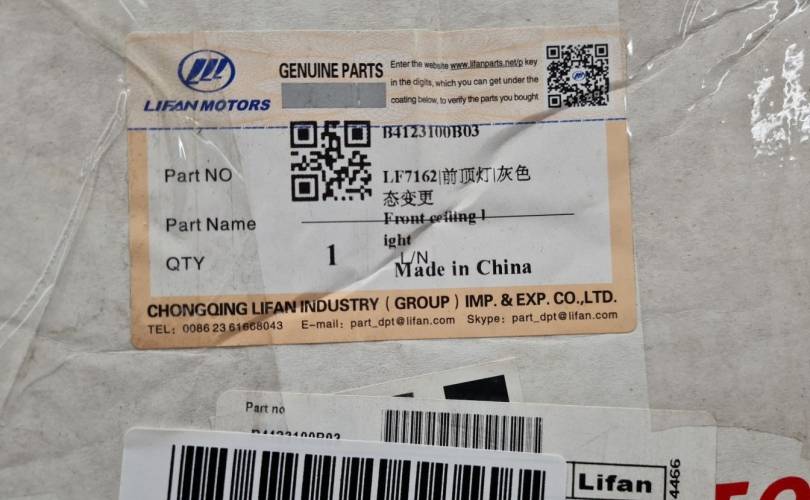 LIFAN MOTORS
GENUINE PARTS
Enter the website www.lifanparts.net/p key
in the digits, which you can get under the
coating below, to verify the parts you bought
B4123100B03
Part NO
LF7162|前顶灯|灰色
态变更
Part Name
Front ceiling l
ight
QTY
1
L/N
Made in China
CHONGQING LIFAN INDUSTRY ( GROUP ) IMP. & EXP. CO.,LTD.
TEL: 0086 23 61668043 E-mail: part_dpt@lifan.com Skype: part_dpt@lifan.com
Part no
B4123100B03
Lifan
4466